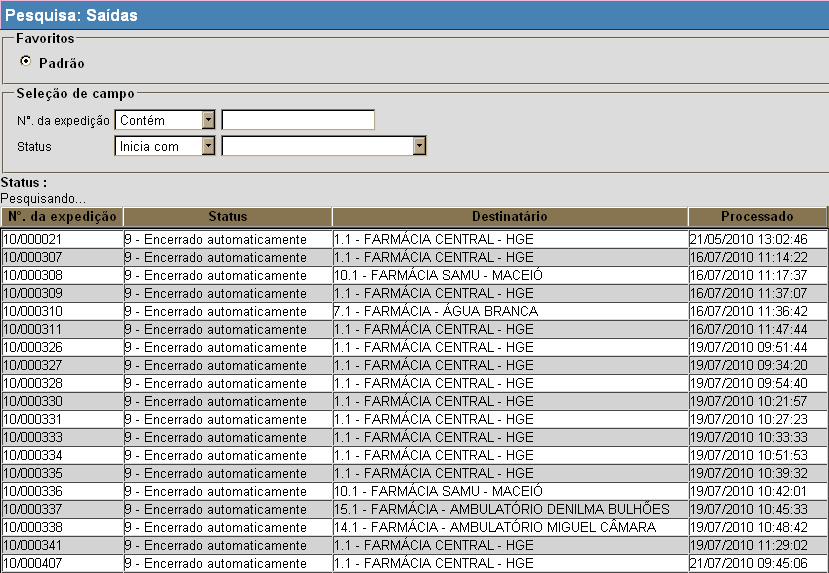 Pesquisa: Saídas
Favoritos
Padrão
Seleção de campo
N°. da expedição Contém
Status Inicia com
Status :
Pesquisando...
N°. da expedição Status Destinatário Processado
10/000021 9 - Encerrado automaticamente 1.1 - FARMÁCIA CENTRAL - HGE 21/05/2010 13:02:46
10/000307 9 - Encerrado automaticamente 1.1 - FARMÁCIA CENTRAL - HGE 16/07/2010 11:14:22
10/000308 9 - Encerrado automaticamente 10.1 - FARMÁCIA SAMU - MACEIÓ 16/07/2010 11:17:37
10/000309 9 - Encerrado automaticamente 1.1 - FARMÁCIA CENTRAL - HGE 16/07/2010 11:37:07
10/000310 9 - Encerrado automaticamente 7.1 - FARMÁCIA - ÁGUA BRANCA 16/07/2010 11:36:42
10/000311 9 - Encerrado automaticamente 1.1 - FARMÁCIA CENTRAL - HGE 16/07/2010 11:47:44
10/000326 9 - Encerrado automaticamente 1.1 - FARMÁCIA CENTRAL - HGE 19/07/2010 09:51:44
10/000327 9 - Encerrado automaticamente 1.1 - FARMÁCIA CENTRAL - HGE 19/07/2010 09:34:20
10/000328 9 - Encerrado automaticamente 1.1 - FARMÁCIA CENTRAL - HGE 19/07/2010 09:54:40
10/000330 9 - Encerrado automaticamente 1.1 - FARMÁCIA CENTRAL - HGE 19/07/2010 10:21:57
10/000331 9 - Encerrado automaticamente 1.1 - FARMÁCIA CENTRAL - HGE 19/07/2010 10:27:23
10/000333 9 - Encerrado automaticamente 1.1 - FARMÁCIA CENTRAL - HGE 19/07/2010 10:33:33
10/000334 9 - Encerrado automaticamente 1.1 - FARMÁCIA CENTRAL - HGE 19/07/2010 10:51:53
10/000335 9 - Encerrado automaticamente 1.1 - FARMÁCIA CENTRAL - HGE 19/07/2010 10:39:32
10/000336 9 - Encerrado automaticamente 10.1 - FARMÁCIA SAMU - MACEIÓ 19/07/2010 10:42:01
10/000337 9 - Encerrado automaticamente 15.1 - FARMÁCIA - AMBULATÓRIO DENILMA BULHÕES 19/07/2010 10:45:33
10/000338 9 - Encerrado automaticamente 14.1 - FARMÁCIA - AMBULATÓRIO MIGUEL CÂMARA 19/07/2010 10:48:42
10/000341 9 - Encerrado automaticamente 1.1 - FARMÁCIA CENTRAL - HGE 19/07/2010 11:29:02
10/000407 9 - Encerrado automaticamente 1.1 - FARMÁCIA CENTRAL - HGE 21/07/2010 09:45:06